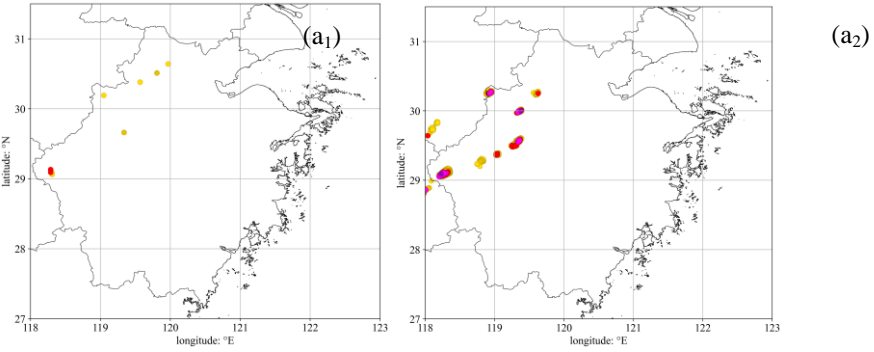 (a1) (a2)
31 31
30 30
29 29
28 28
27 27
latitude: °N latitude: °N
118 119 120 121 122 123 118 119 120 121 122 123
longitude: °E longitude: °E